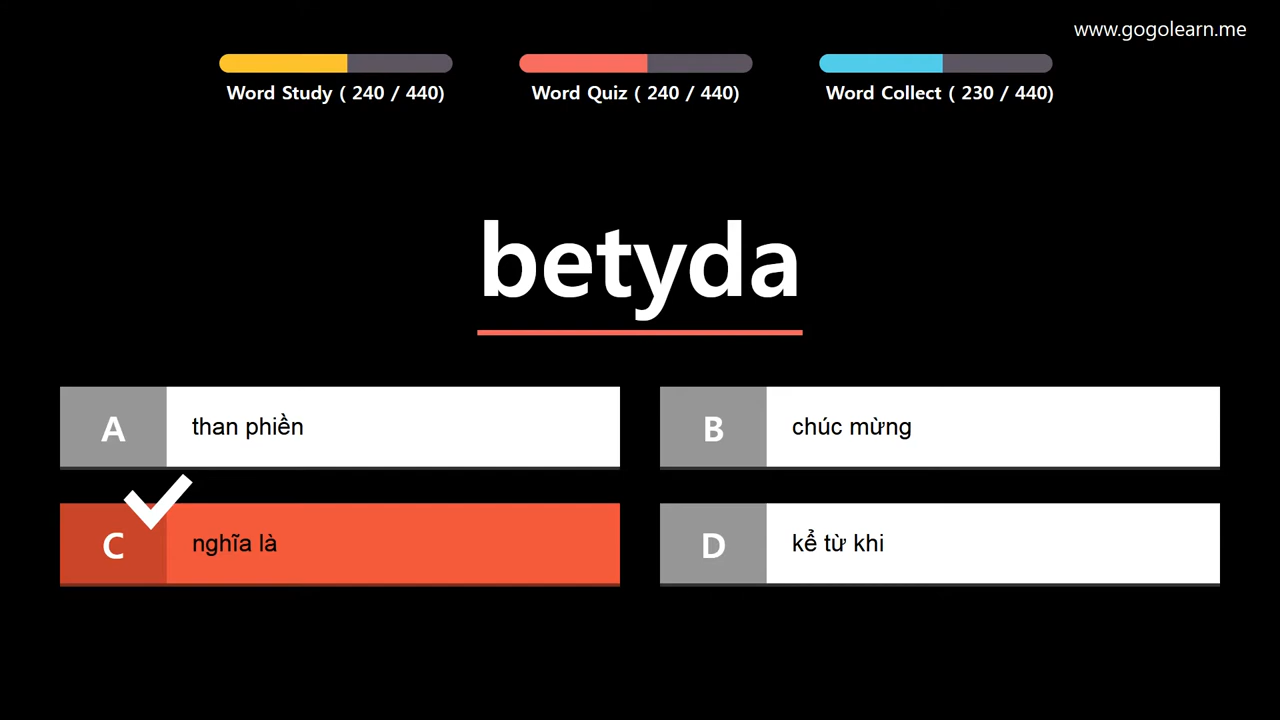 www.gogolearn.me
Word Study ( 240 / 440)
Word Quiz ( 240 / 440)
Word Collect ( 230 / 440)
betyda
A than phiền
B chúc mừng
C nghĩa là
D kể từ khi